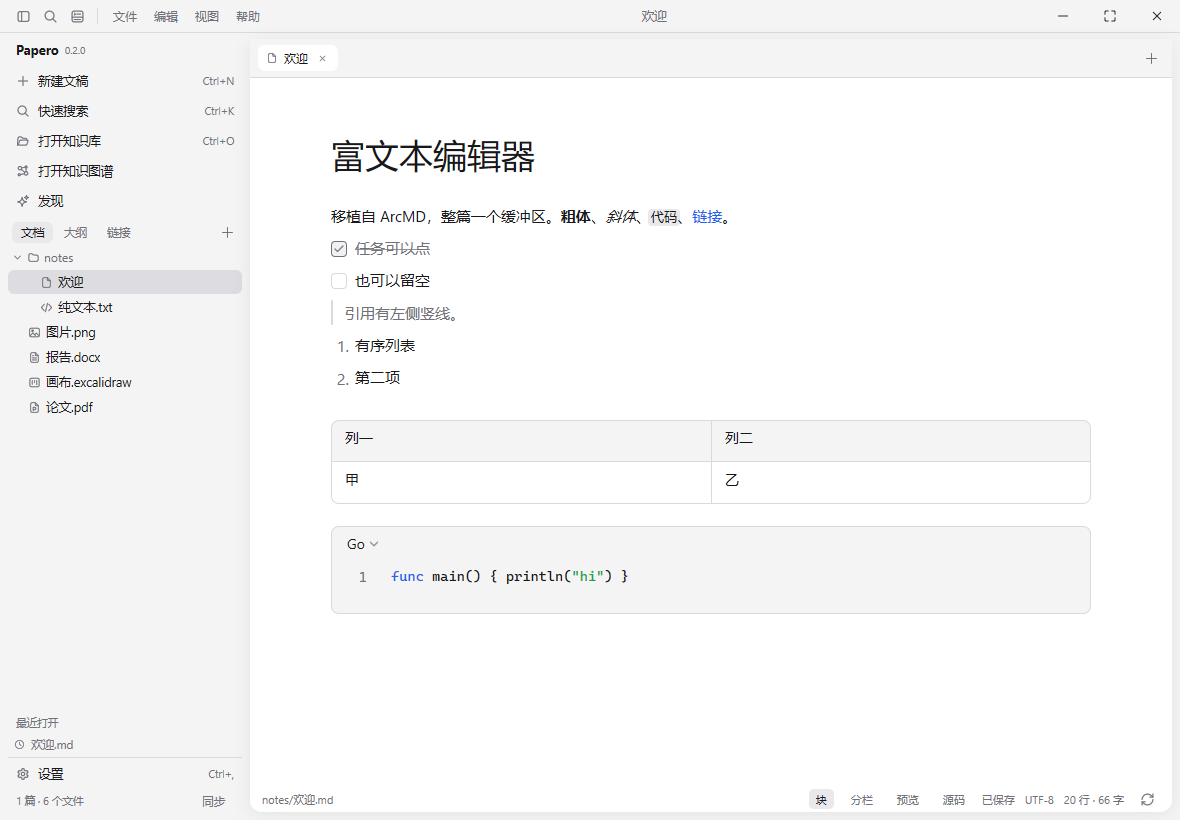 文件 编辑 视图 帮助
欢迎
Papero 0.2.0
新建文稿 Ctrl+N
快速搜索 Ctrl+K
打开知识库 Ctrl+O
打开知识图谱
发现
文档 大纲 链接
notes
欢迎
纯文本.txt
图片.png
报告.docx
画布.excalidraw
论文.pdf
最近打开
欢迎.md
设置 Ctrl+,
1 篇 · 6 个文件 同步
欢迎
富文本编辑器
移植自 ArcMD，整篇一个缓冲区。粗体、斜体、代码、链接。
任务可以点
也可以留空
引用有左侧竖线。
1. 有序列表
2. 第二项
列一 列二
甲 乙
Go
1 func main() { println("hi") }
notes/欢迎.md 块 分栏 预览 源码 已保存 UTF-8 20 行 · 66 字